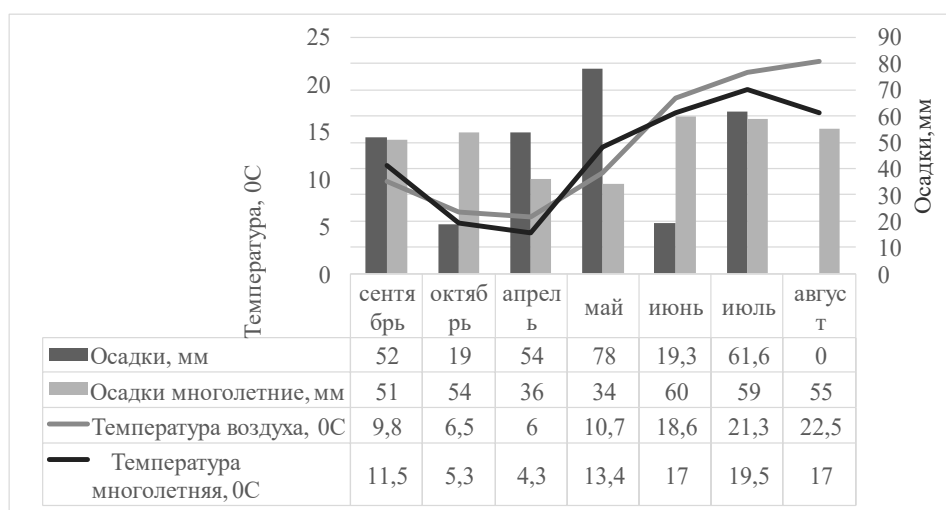 25
20
15
10
5
0
Температура, 0С
90
80
70
60
50
40
30
20
10
0
Осадки,мм
сентя
брь
октяб
рь
апрел
ь
май
июнь
июль
авгус
т
Осадки, мм 52 19 54 78 19,3 61,6 0
Осадки многолетние, мм 51 54 36 34 60 59 55
Температура воздуха, 0С 9,8 6,5 6 10,7 18,6 21,3 22,5
Температура
многолетняя, 0С 11,5 5,3 4,3 13,4 17 19,5 17